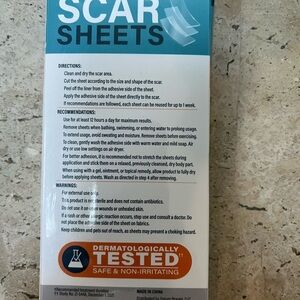 SCAR
SHEETS
DIRECTIONS:
Clean and dry the scar area.
Cut the sheet according to the size and shape of the scar.
Peel off the liner from the adhesive side of the sheet.
Apply the adhesive side of the sheet directly to the scar.
If recommendations are followed, each sheet can be reused for up to 1 week.
RECOMMENDATIONS:
Use for at least 12 hours a day for maximum results.
Remove sheets when bathing, swimming, or entering water to prolong usage.
To extend usage, avoid sweating and moisture. Remove sheets before exercising.
To clean, gently wash the adhesive side with warm water and mild soap. Air
dry or use low settings on air dryer.
For better adhesion, it is recommended not to stretch the sheets during
application and stick them on a relaxed, previously cleansed, dry body part.
When using with a gel, ointment, or topical remedy, allow product to fully dry
before applying sheets. Wash as directed in step 4 after removing.
WARNINGS:
For external use only.
This product is not sterile and does not contain antibiotics.
Do not use it on open wounds or unhealed skin.
If a rash or other allergic reaction occurs, stop use and consult a doctor. Do not
place the adhesive side of the sheet on fabrics.
Keep children and pets out of reach, as sheets may present a choking hazard.
DERMATOLOGICALLY
TESTED††
SAFE & NON-IRRITATING
MADE IN CHINA